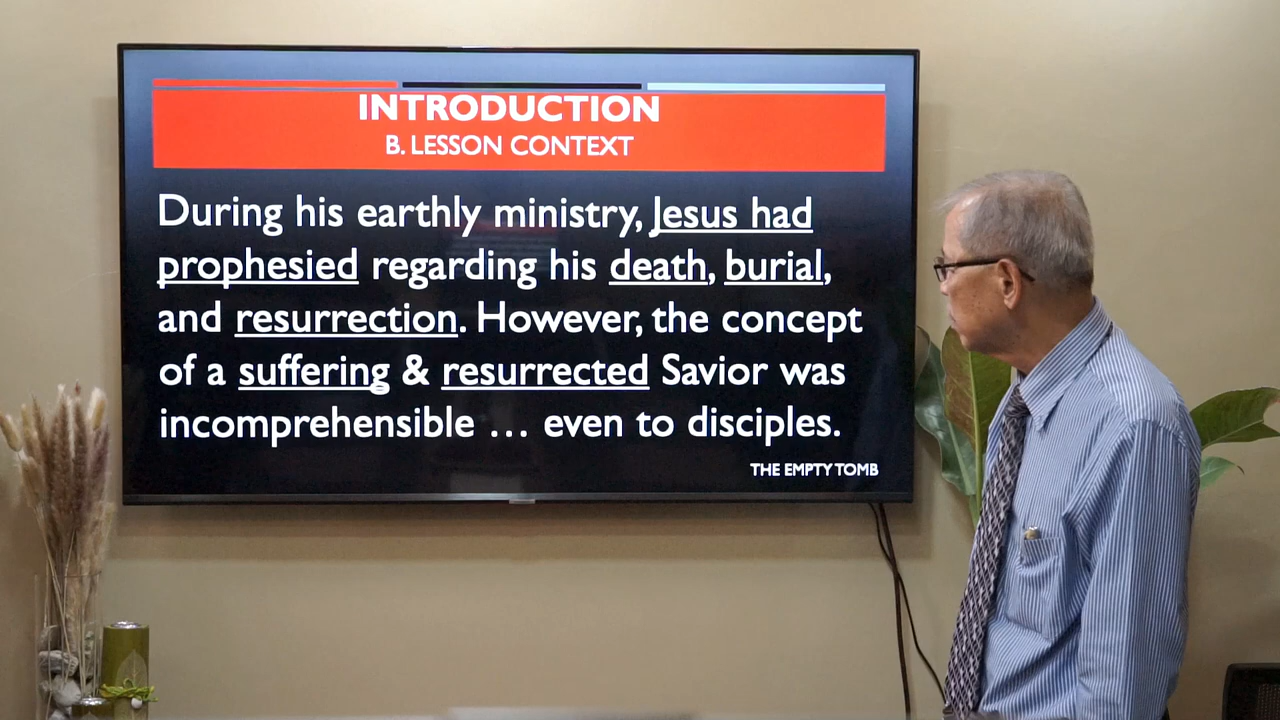 INTRODUCTION
B. LESSON CONTEXT
During his earthly ministry, Jesus had
prophesied regarding his death, burial,
and resurrection. However, the concept
of a suffering & resurrected Savior was
incomprehensible … even to disciples.
THE EMPTY TOMB